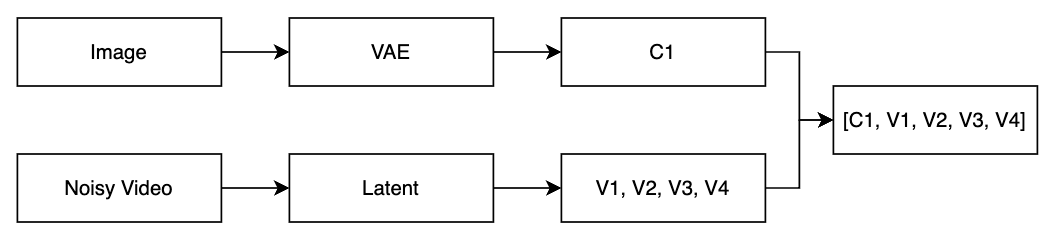 Image
VAE
C1
[C1, V1, V2, V3, V4]
Noisy Video
Latent
V1, V2, V3, V4